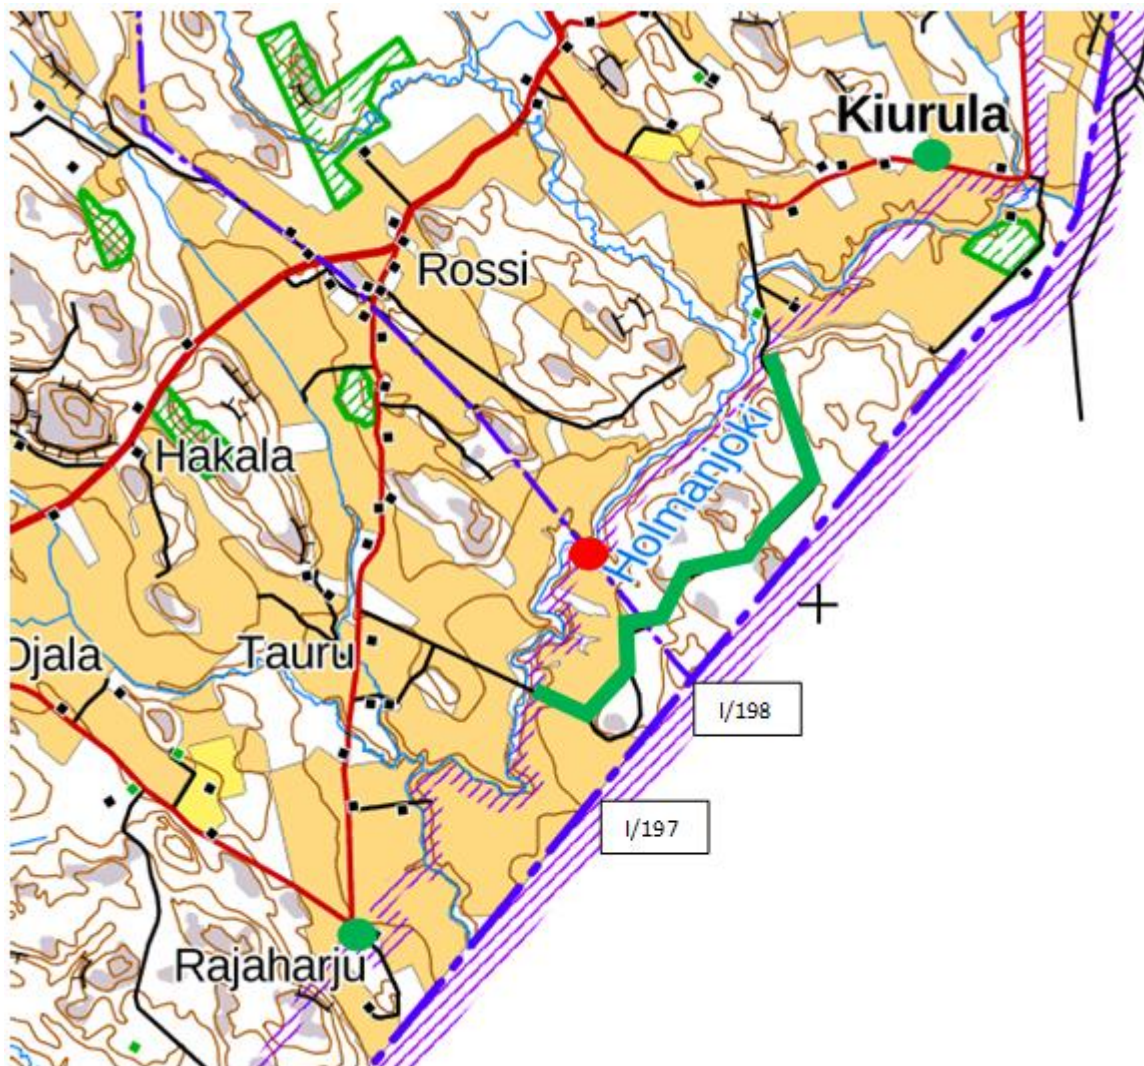 Kiurula
Rossi
Hakala
Holmanjoki
Ojala
Tauru
I/198
I/197
Rajaharju